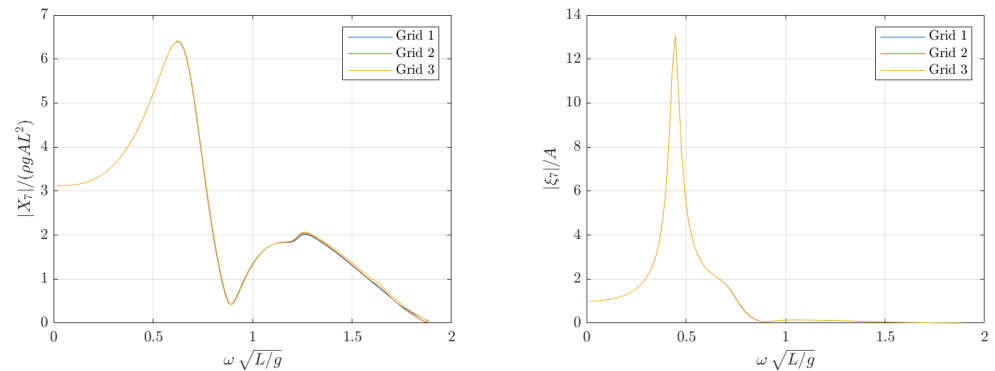 7
6
5
4
3
2
1
0
|X₇|/(ρgAL²)
Grid 1
Grid 2
Grid 3
0 0.5 1 1.5 2
ω √L/g
14
12
10
8
6
4
2
0
|ξ₇|/A
Grid 1
Grid 2
Grid 3
0 0.5 1 1.5 2
ω √L/g